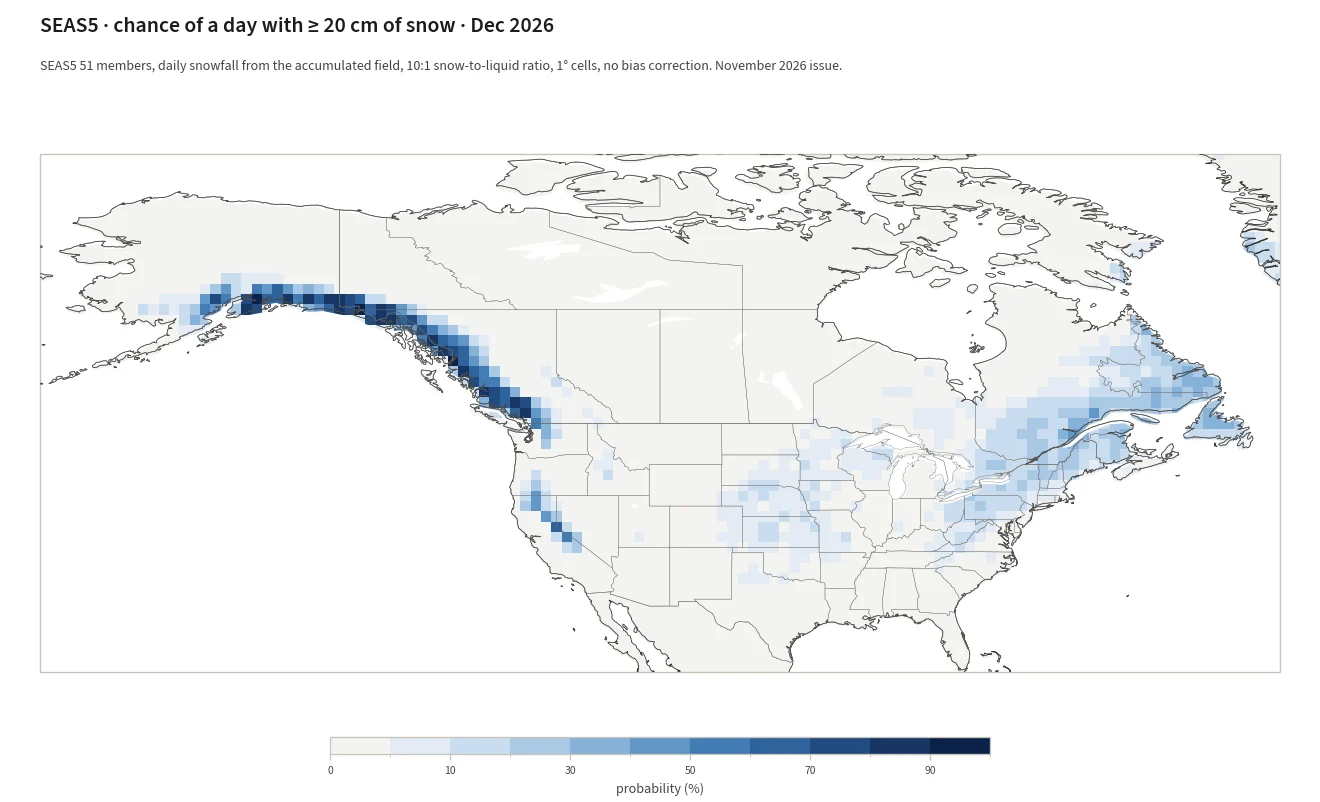 SEAS5 · chance of a day with ≥ 20 cm of snow · Dec 2026
SEAS5 51 members, daily snowfall from the accumulated field, 10:1 snow-to-liquid ratio, 1° cells, no bias correction. November 2026 issue.
0 10 30 50 70 90
probability (%)